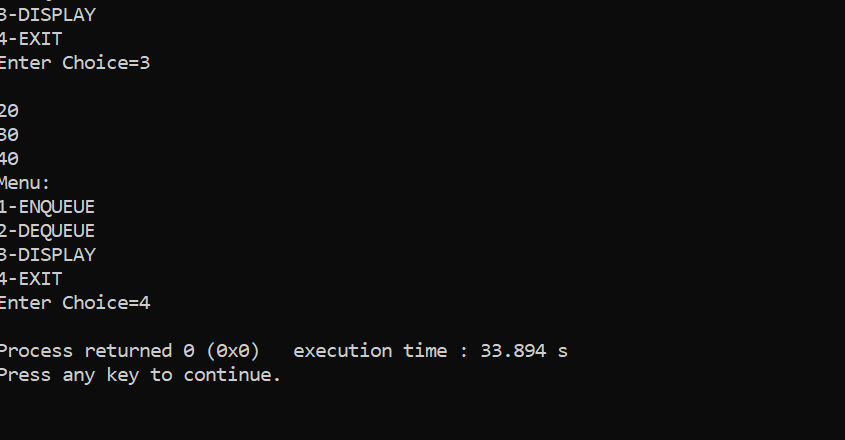 3-DISPLAY
4-EXIT
Enter Choice=3
20
30
40
Menu:
1-ENQUEUE
2-DEQUEUE
3-DISPLAY
4-EXIT
Enter Choice=4
Process returned 0 (0x0)   execution time : 33.894 s
Press any key to continue.